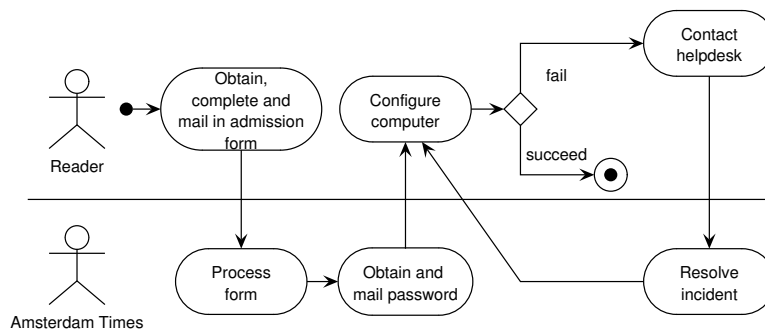 Obtain,
complete and
mail in admission
form
Configure
computer
fail
Contact
helpdesk
succeed
Reader
Process
form
Obtain and
mail password
Resolve
incident
Amsterdam Times